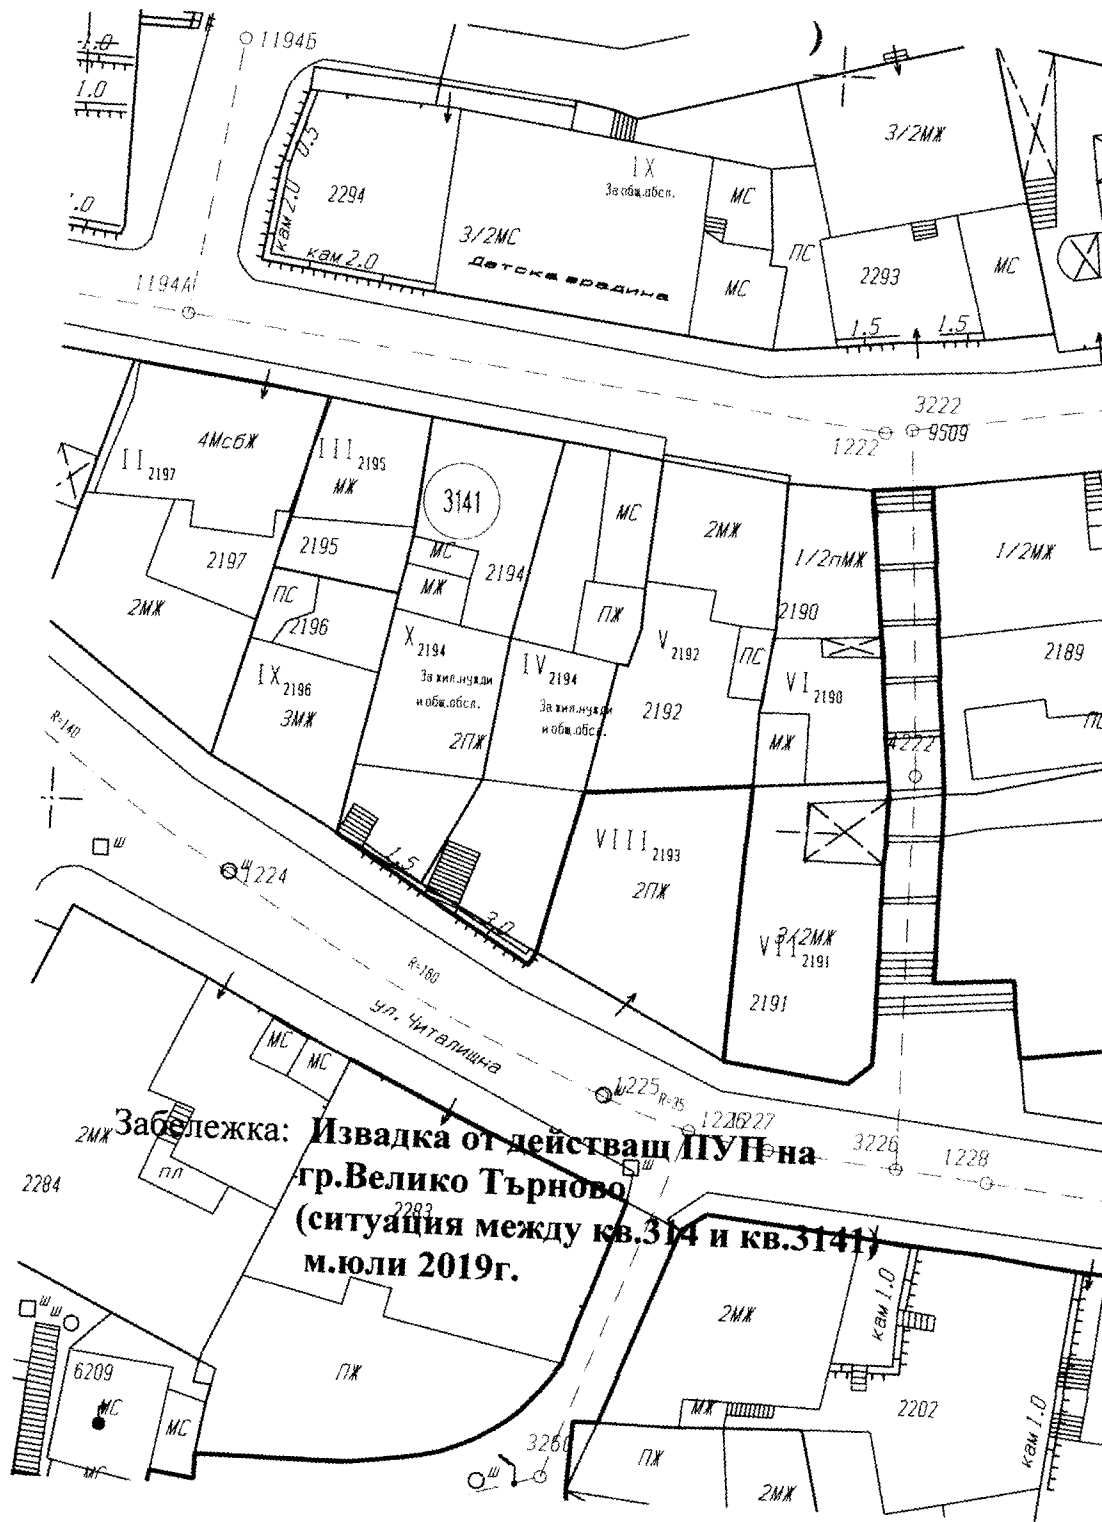 1194Б
)
1.0
1.0
1.0
3/2МЖ
IX
За общ.обсл.
0.5
2294
МС
кам 2.0
3/2МС
ПС
кам 2.0
Детска градина
2293
МС
МС
1194А
1.5
1.5
3222
1222
9509
4МсбЖ
II 2197
III 2195
МЖ
3141
МС
2МЖ
1/2пМЖ
1/2МЖ
2195
МС
2197
2194
МЖ
ПС
2МЖ
2196
ПЖ
2190
X 2194
V 2192
2189
IX 2196
За жил.нужди
и общ.обсл.
IV 2194
За жил.нужди
и общ.обсл.
ПС
VI 2190
3МЖ
2192
R=140
2ПЖ
МЖ
4222
ш
VIII 2193
1.5
ш
1224
2ПЖ
3.0
3/2МЖ
VII 2191
R=160
2191
ул. Читалищна
МС
МС
1225
ш
R=35
1226
1227
3226
1228
2МЖ
Забележка: Извадка от действащ ПУП на
гр.Велико Търново
(ситуация между кв.314 и кв.3141)
м.юли 2019г.
ш
пл
2284
2283
2МЖ
кам 1.0
ш
ш
6209
ПЖ
МС
МС
МЖ
2202
кам 1.0
МС
ПЖ
ш
2МЖ